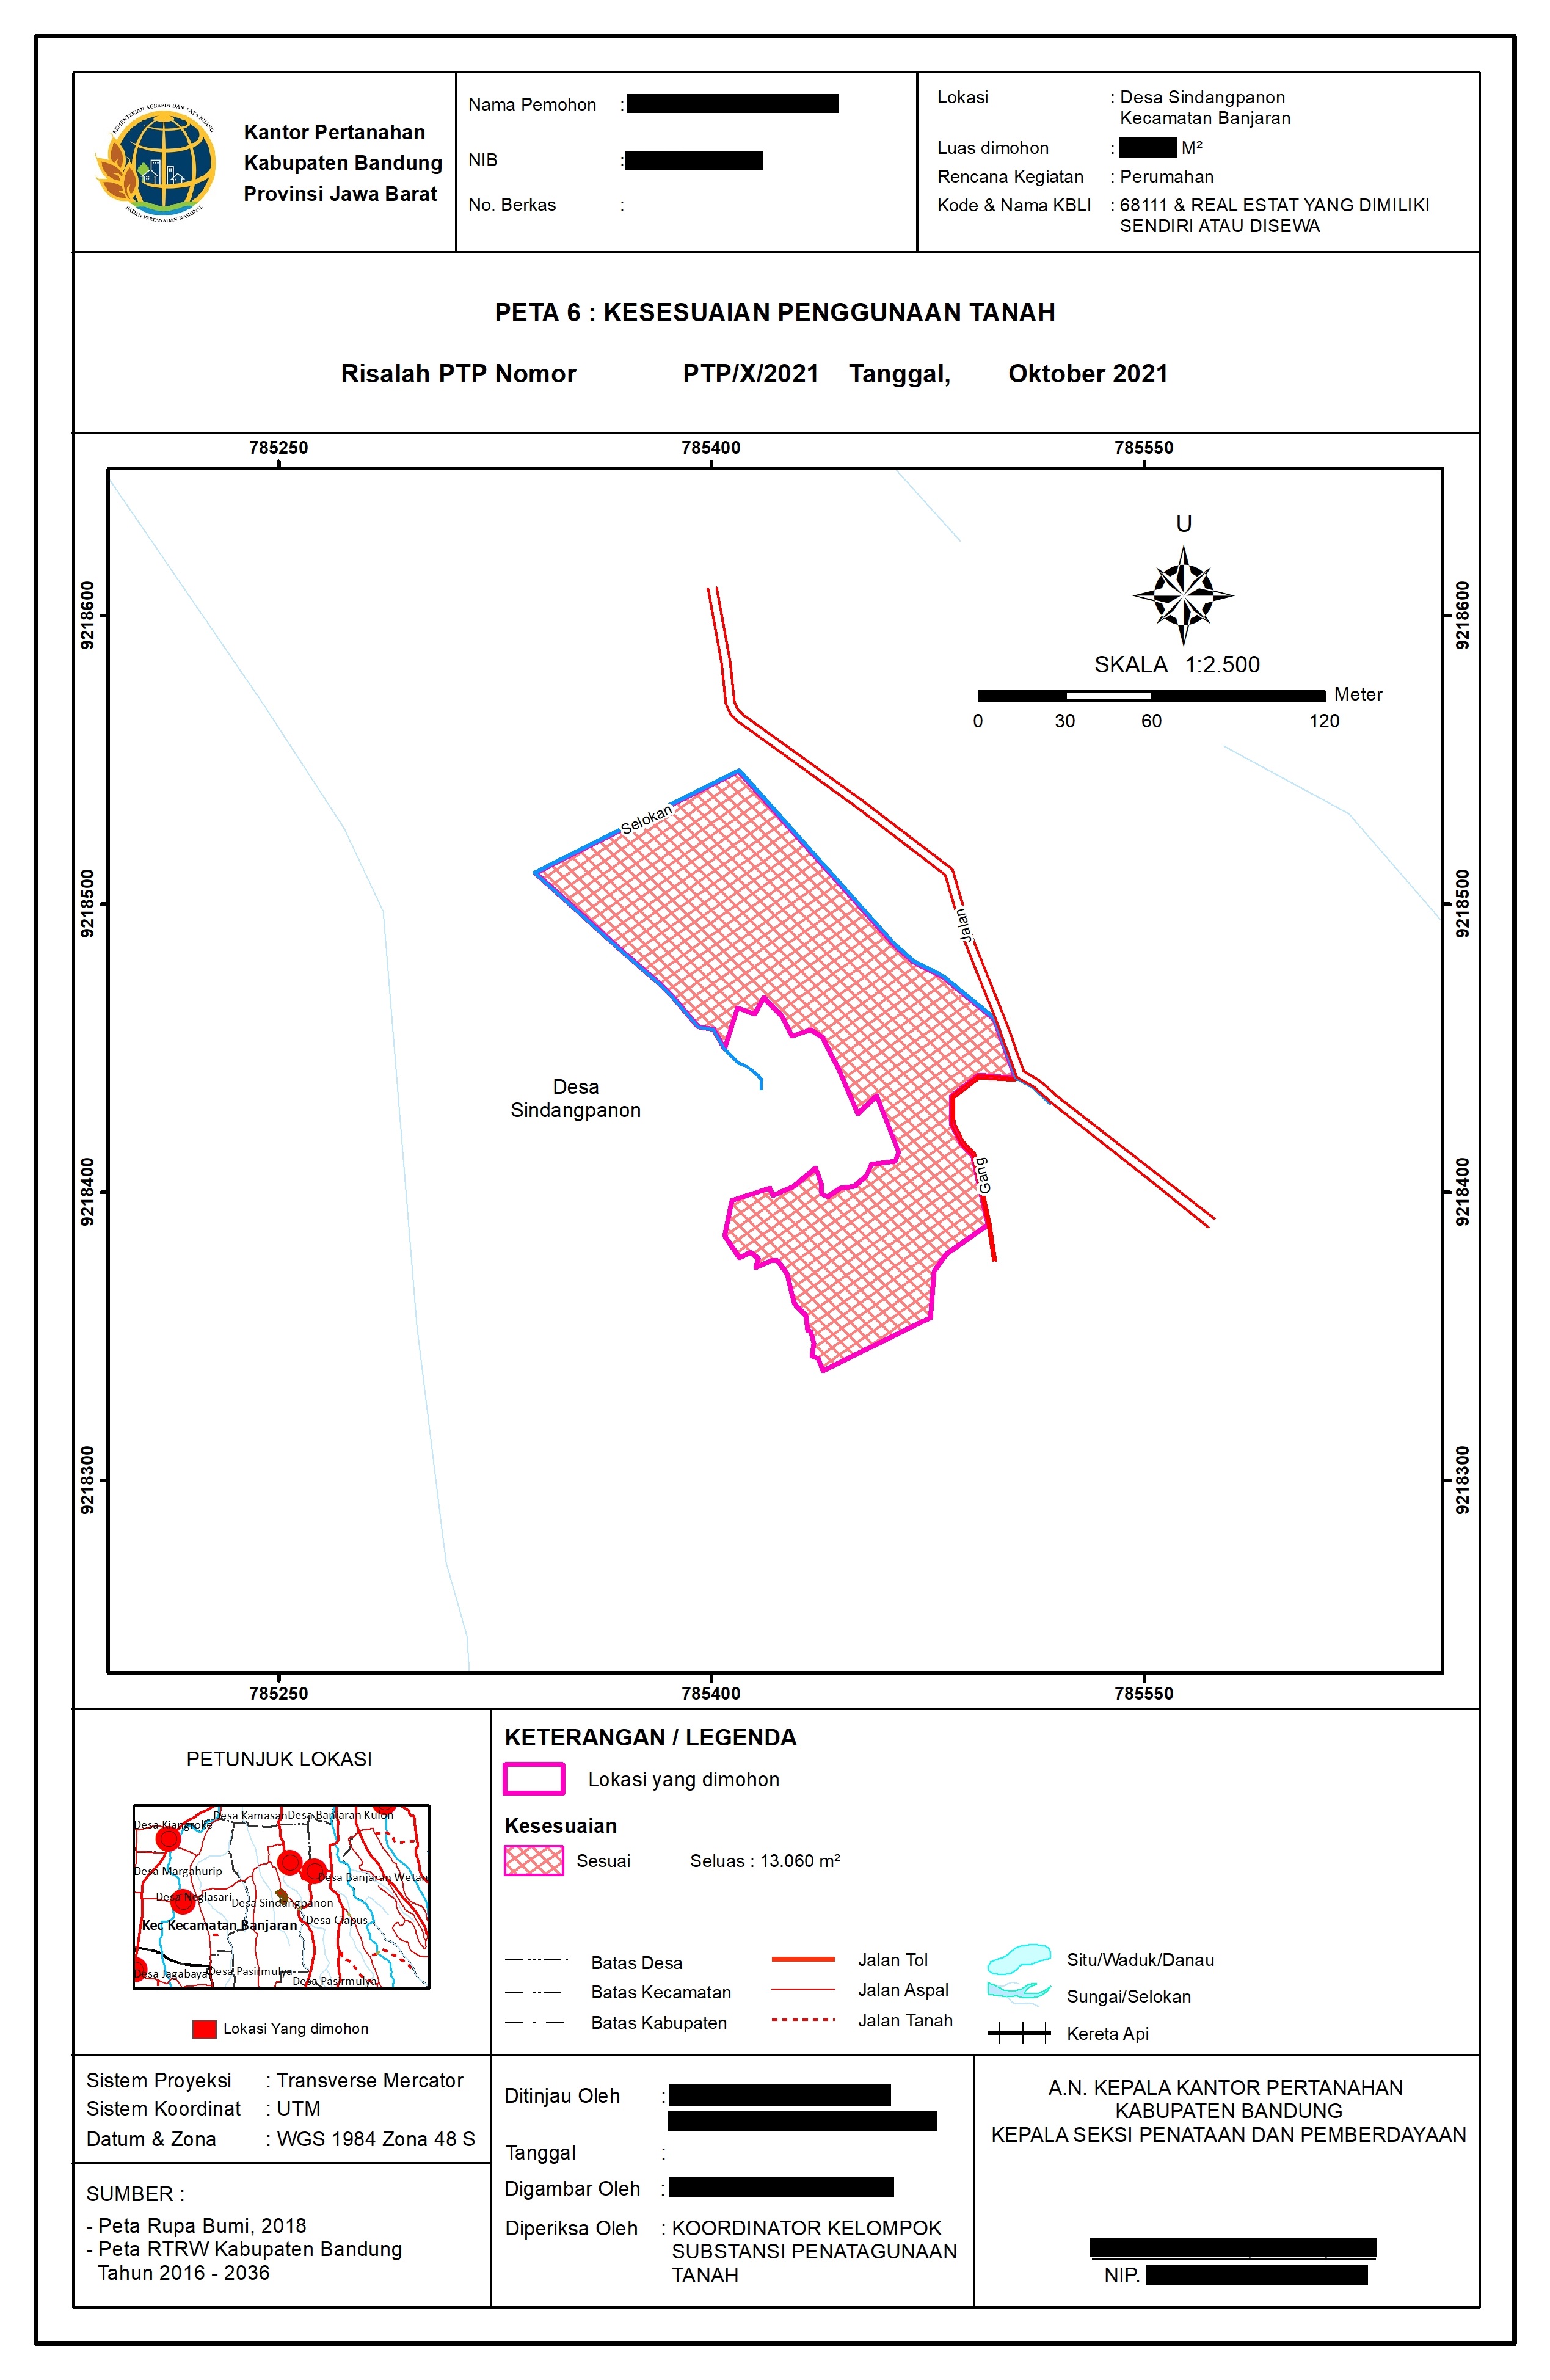 KEMENTERIAN AGRARIA DAN TATA RUANG
BADAN PERTANAHAN NASIONAL
Kantor Pertanahan
Kabupaten Bandung
Provinsi Jawa Barat
Nama Pemohon :
NIB :
No. Berkas :
Lokasi : Desa Sindangpanon
Kecamatan Banjaran
Luas dimohon : M²
Rencana Kegiatan : Perumahan
Kode & Nama KBLI : 68111 & REAL ESTAT YANG DIMILIKI
SENDIRI ATAU DISEWA
PETA 6 : KESESUAIAN PENGGUNAAN TANAH
Risalah PTP Nomor PTP/X/2021 Tanggal, Oktober 2021
785250 785400 785550
U
9218600 9218600
SKALA 1:2.500
Meter
0 30 60 120
Selokan
9218500 9218500
Jalan
Desa
Sindangpanon
Gang
9218400 9218400
9218300 9218300
785250 785400 785550
PETUNJUK LOKASI
Desa Kamasan
Desa Banjaran Kulon
Desa Kiangroke
Desa Margahurip
Desa Banjaran Wetan
Desa Neglasari
Desa Sindangpanon
Kec Kecamatan Banjaran
Desa Ciapus
Desa Jagabaya
Desa Pasirmulya
Desa Pasirmulya
Lokasi Yang dimohon
KETERANGAN / LEGENDA
Lokasi yang dimohon
Kesesuaian
Sesuai Seluas : 13.060 m²
Batas Desa
Batas Kecamatan
Batas Kabupaten
Jalan Tol
Jalan Aspal
Jalan Tanah
Situ/Waduk/Danau
Sungai/Selokan
Kereta Api
Sistem Proyeksi : Transverse Mercator
Sistem Koordinat : UTM
Datum & Zona : WGS 1984 Zona 48 S
SUMBER :
- Peta Rupa Bumi, 2018
- Peta RTRW Kabupaten Bandung
Tahun 2016 - 2036
Ditinjau Oleh :
Tanggal :
Digambar Oleh :
Diperiksa Oleh : KOORDINATOR KELOMPOK
SUBSTANSI PENATAGUNAAN
TANAH
A.N. KEPALA KANTOR PERTANAHAN
KABUPATEN BANDUNG
KEPALA SEKSI PENATAAN DAN PEMBERDAYAAN
NIP.